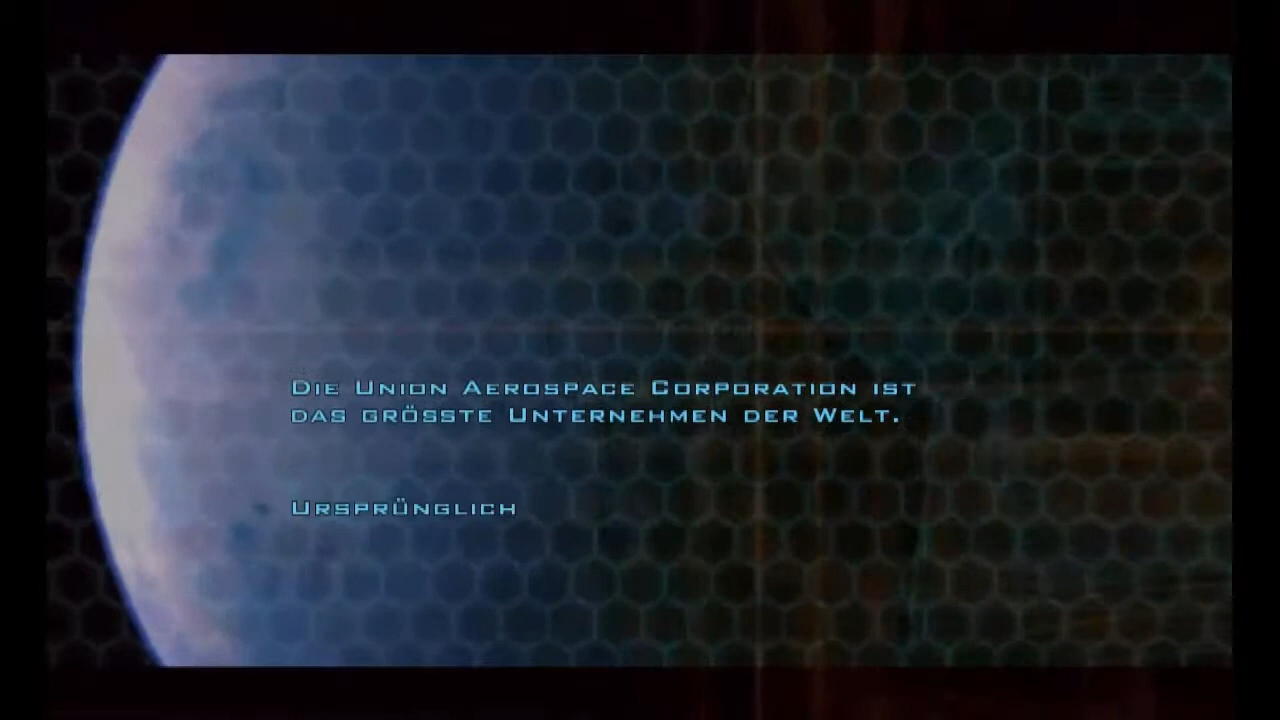 Die Union Aerospace Corporation ist
das grösste Unternehmen der Welt.
Ursprünglich